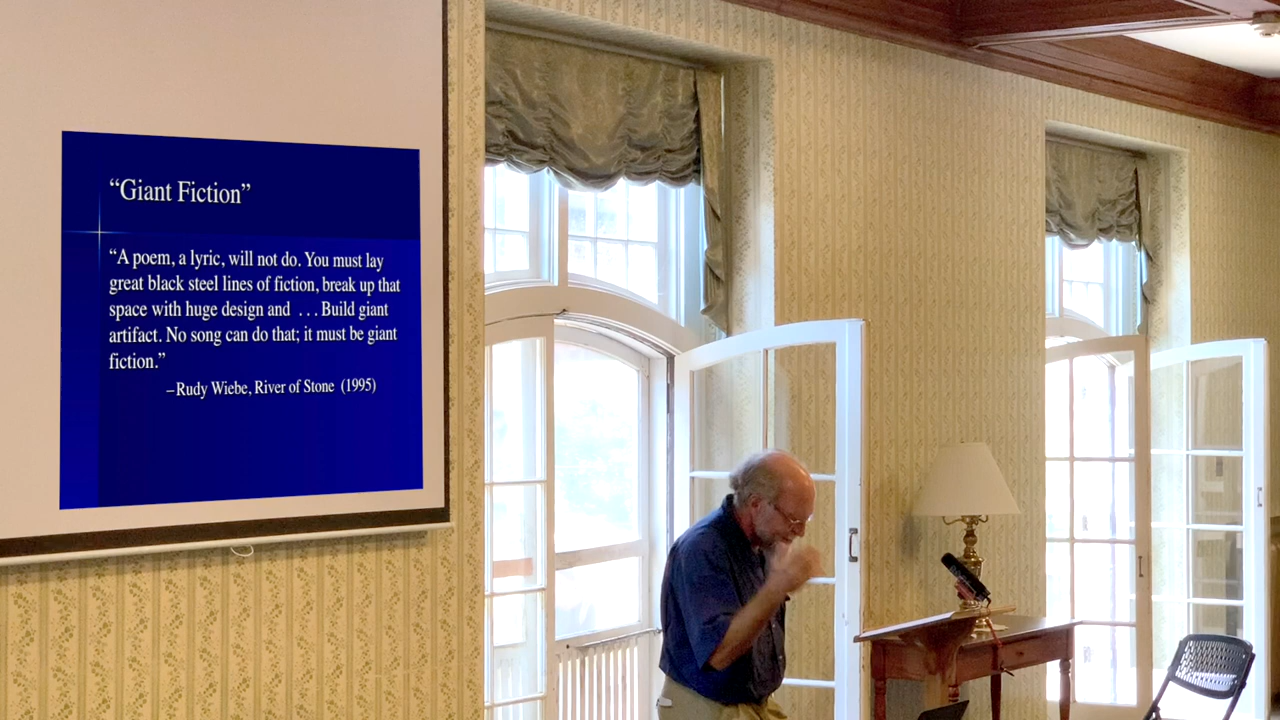 “Giant Fiction”
“A poem, a lyric, will not do. You must lay
great black steel lines of fiction, break up that
space with huge design and . . . Build giant
artifact. No song can do that; it must be giant
fiction.”
–Rudy Wiebe, River of Stone (1995)